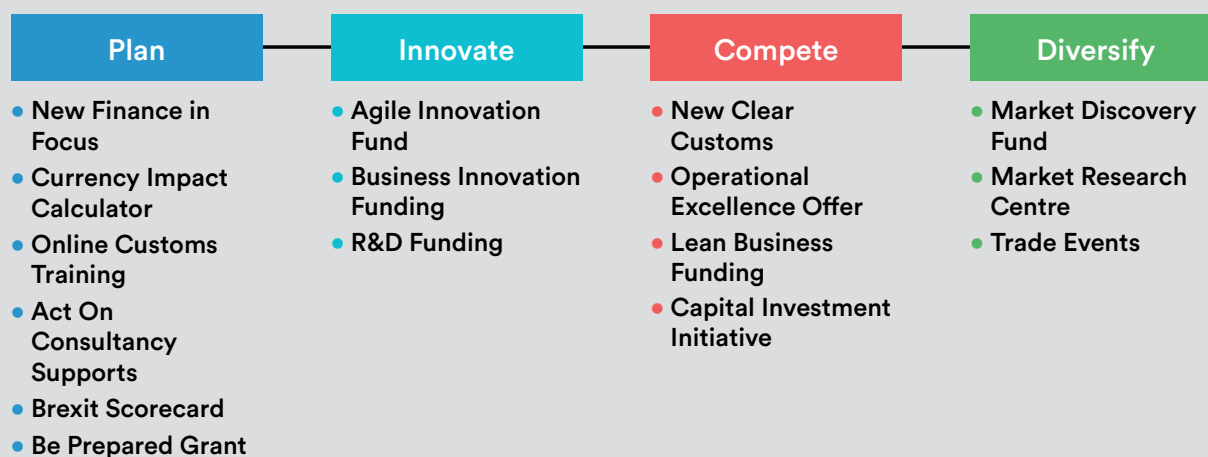 Plan
New Finance in
Focus
Currency Impact
Calculator
Online Customs
Training
Act On
Consultancy
Supports
Brexit Scorecard
Be Prepared Grant
Innovate
Agile Innovation
Fund
Business Innovation
Funding
R&D Funding
Compete
New Clear
Customs
Operational
Excellence Offer
Lean Business
Funding
Capital Investment
Initiative
Diversify
Market Discovery
Fund
Market Research
Centre
Trade Events